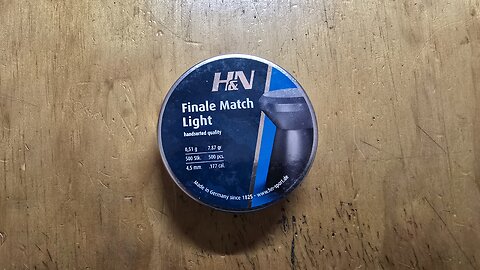 H&N
Finale Match
Light
handsorted quality
0,51 g 7.87 gr
500 Stk. 500 pcs.
4,5 mm .177 cal.
Made in Germany since 1825 • www.hn-sport.de